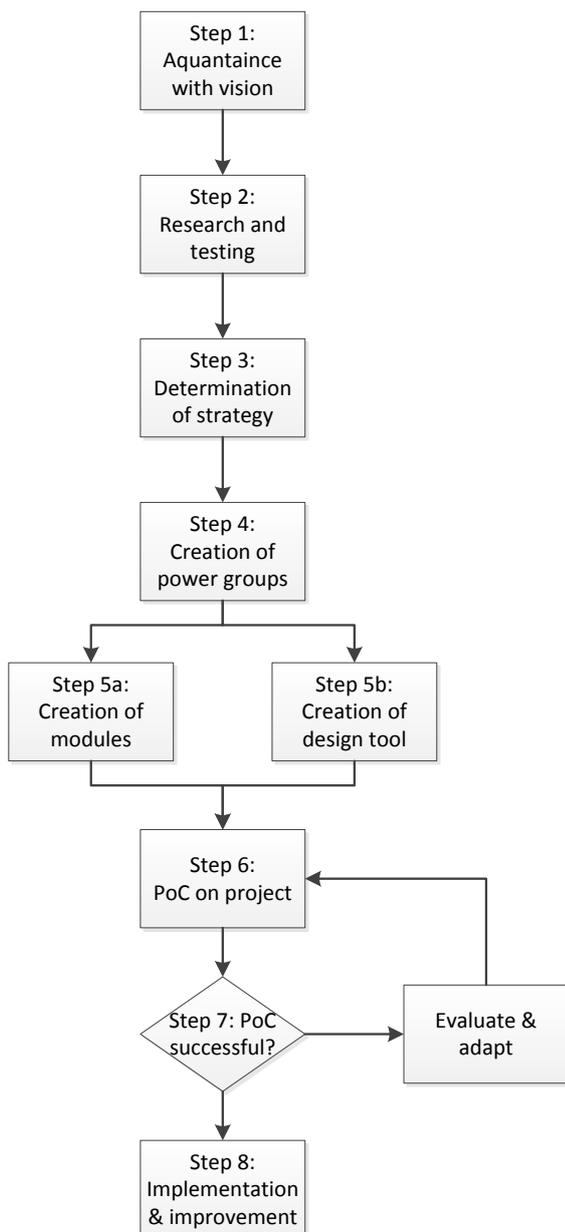 Step 1:
Aquantaince
with vision
Step 2:
Research and
testing
Step 3:
Determination
of strategy
Step 4:
Creation of
power groups
Step 5a:
Creation of
modules
Step 5b:
Creation of
design tool
Step 6:
PoC on project
Step 7: PoC
successful?
Evaluate &
adapt
Step 8:
Implementation
& improvement